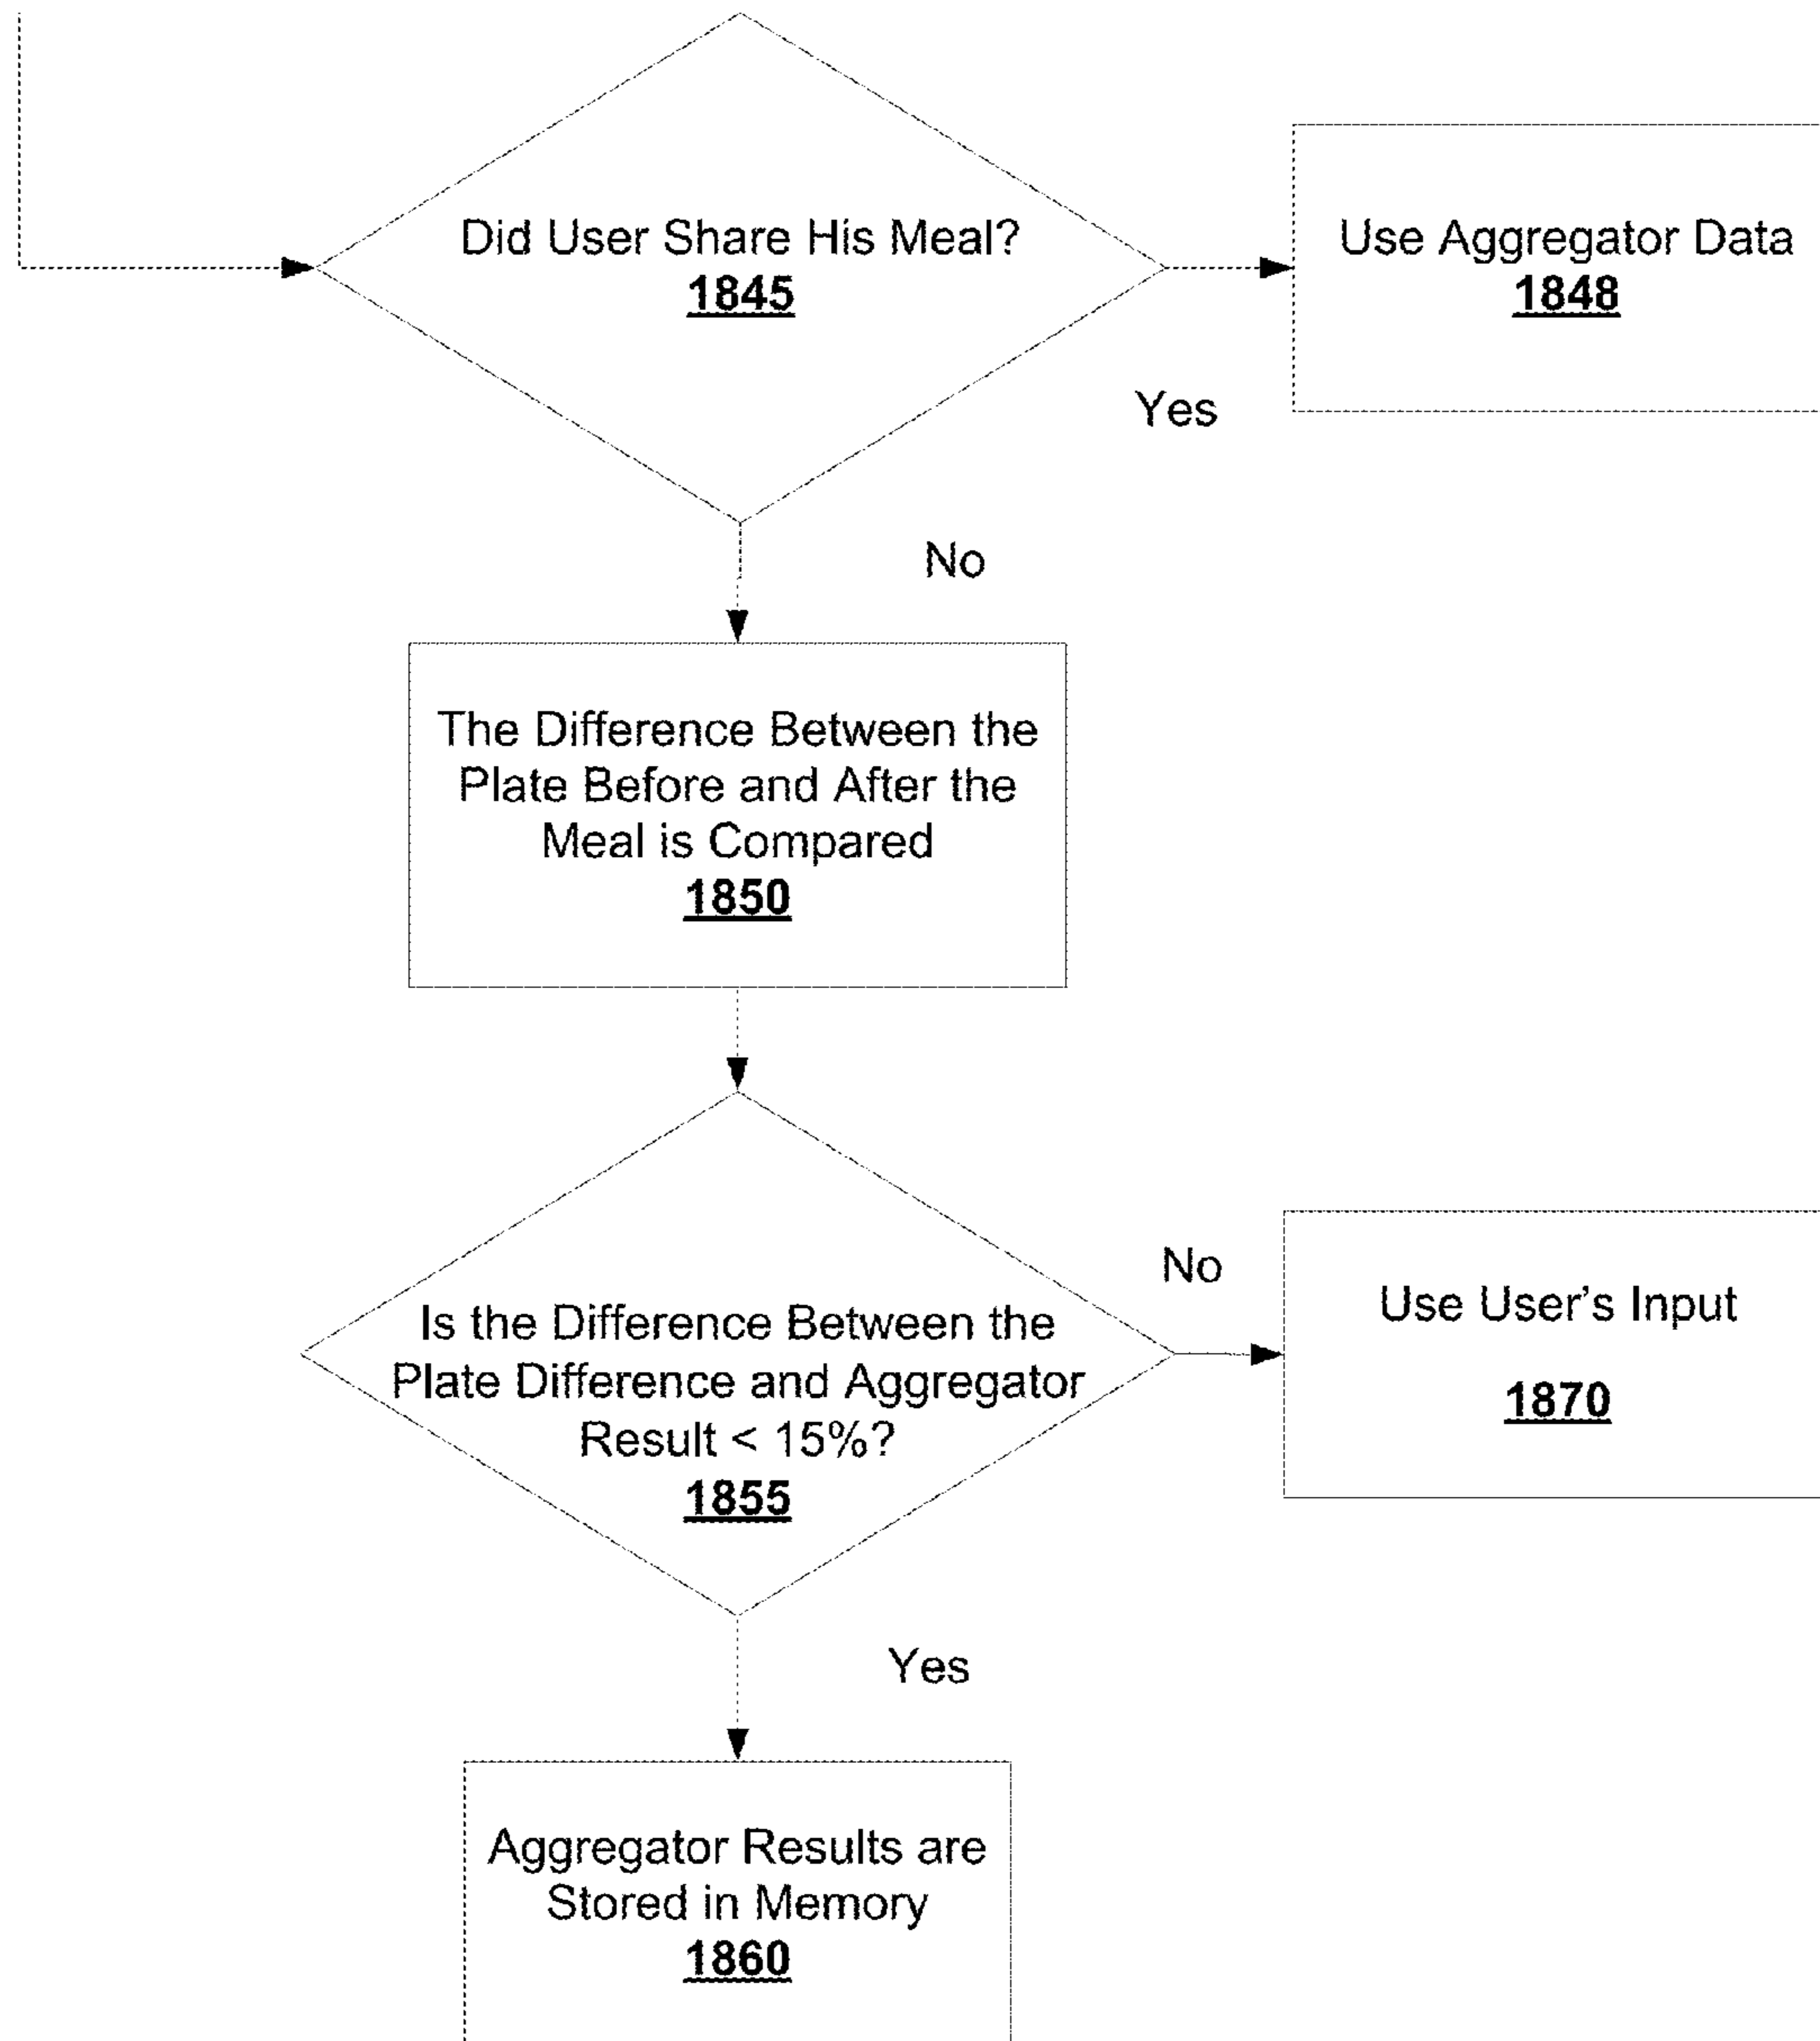 Did User Share His Meal?
1845
Use Aggregator Data
1848
Yes
No
The Difference Between the
Plate Before and After the
Meal is Compared
1850
No
Is the Difference Between the
Plate Difference and Aggregator
Result < 15%?
1855
Use User's Input
1870
Yes
Aggregator Results are
Stored in Memory
1860